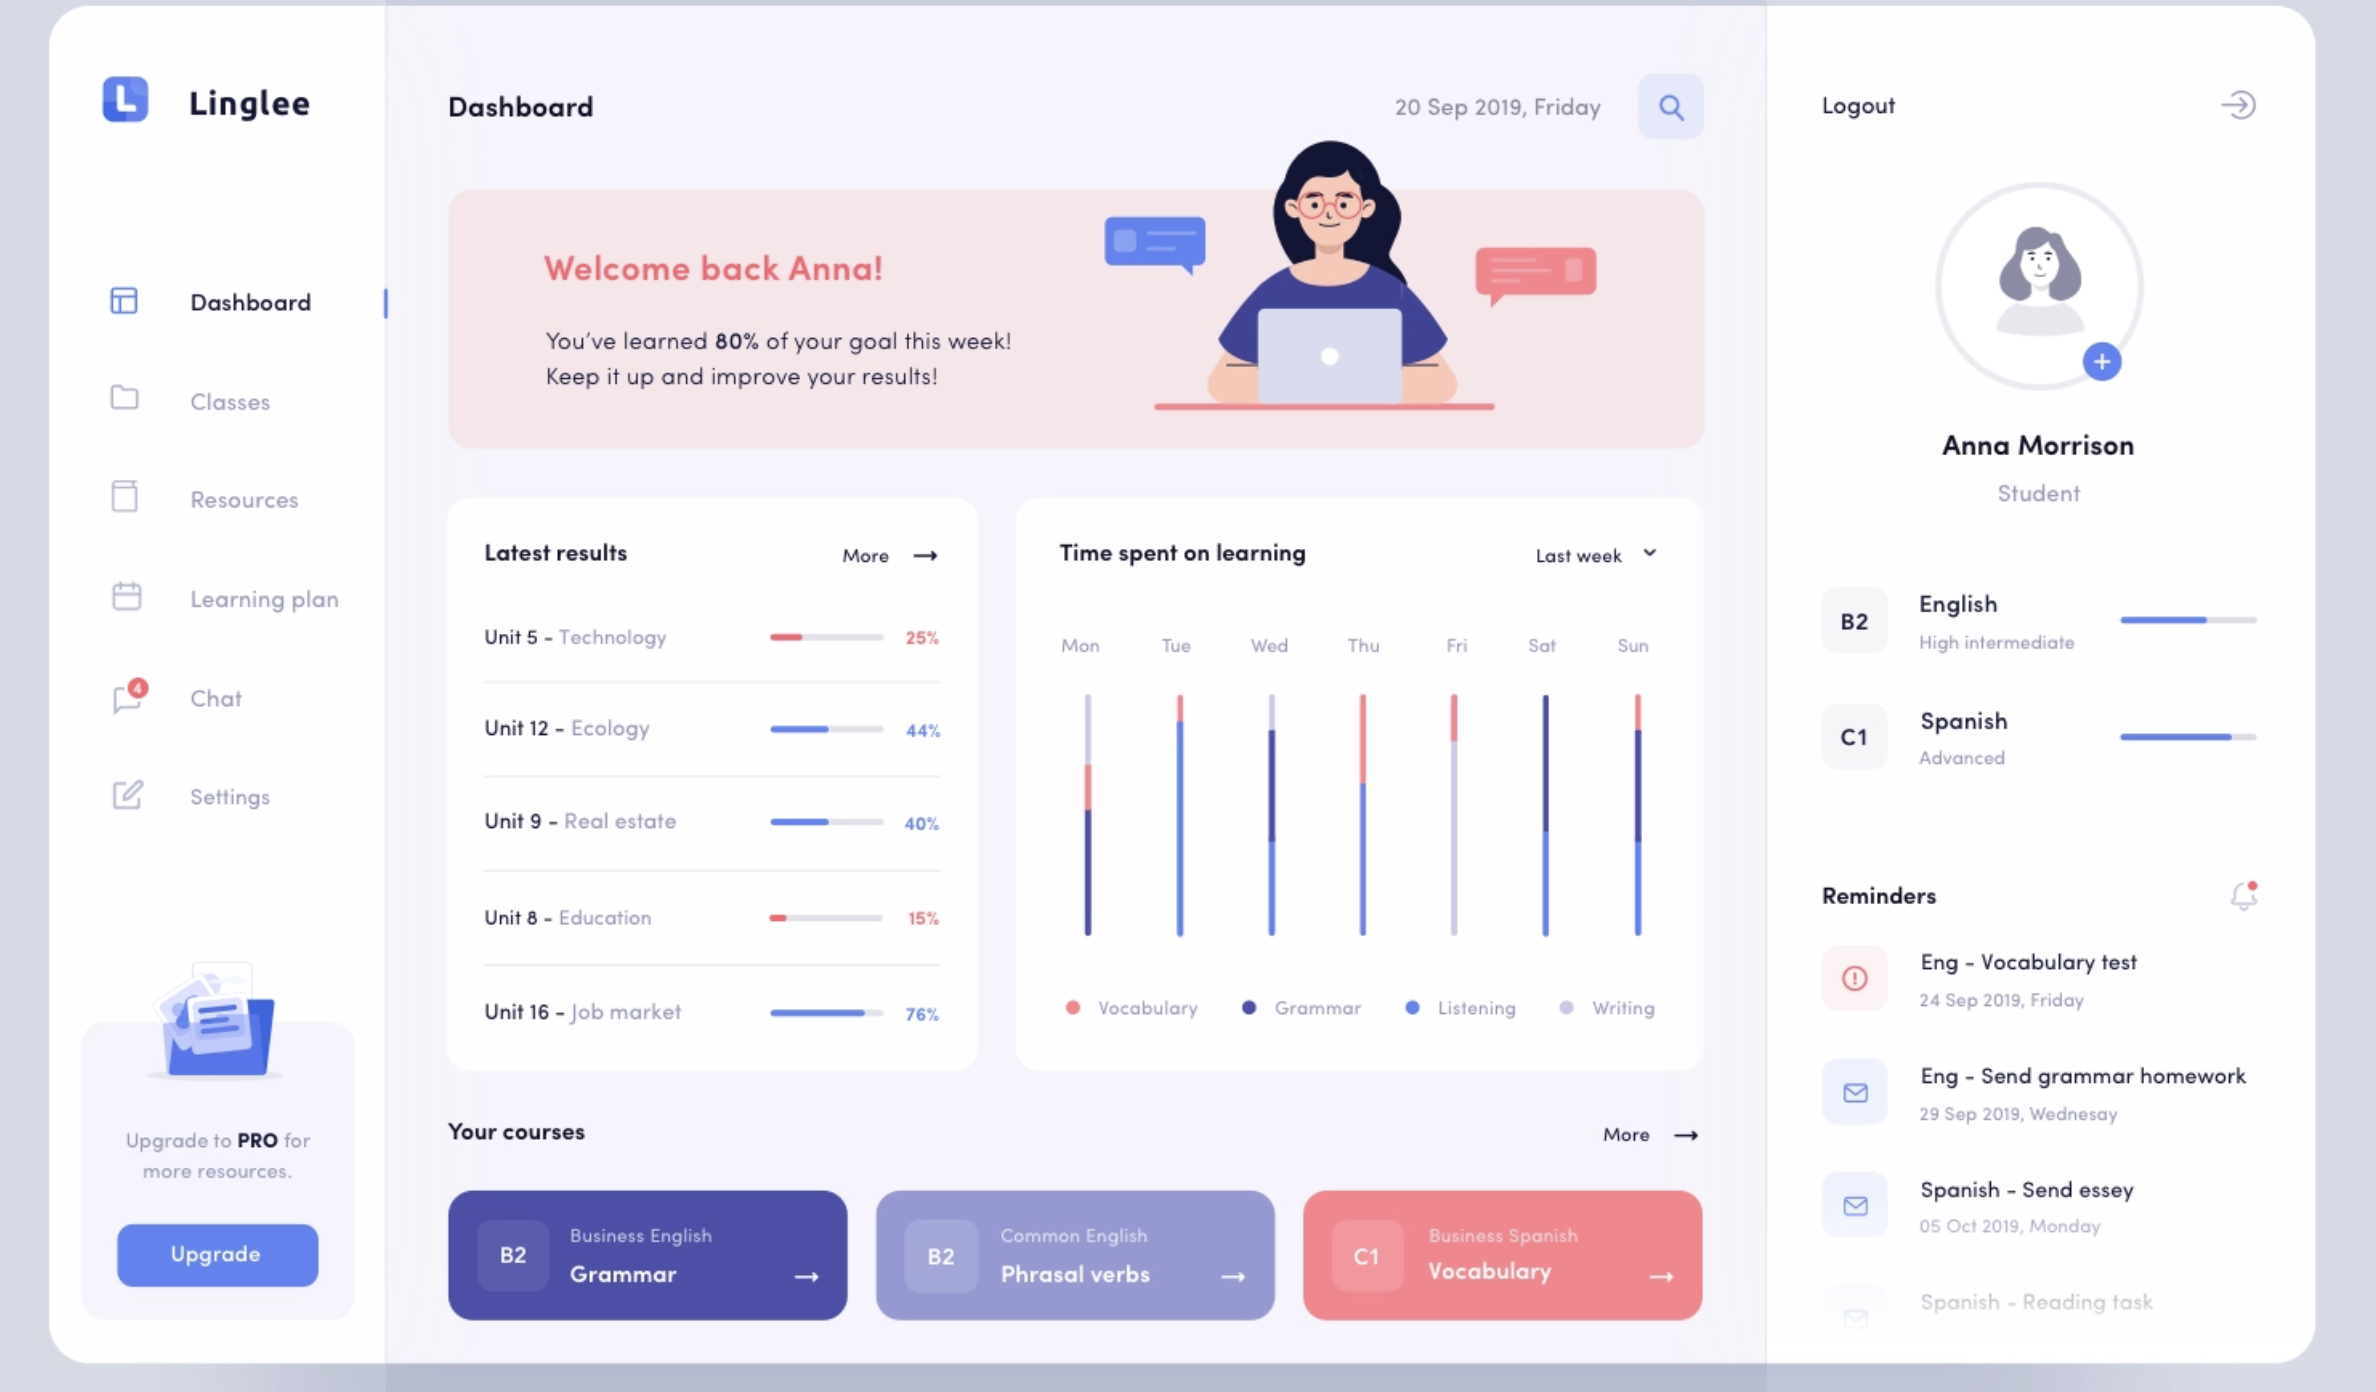 Linglee
Dashboard
Classes
Resources
Learning plan
4
Chat
Settings
Upgrade to PRO for
more resources.
Upgrade
Dashboard
20 Sep 2019, Friday
Welcome back Anna!
You’ve learned 80% of your goal this week!
Keep it up and improve your results!
Latest results
More
Unit 5 - Technology
25%
Unit 12 - Ecology
44%
Unit 9 - Real estate
40%
Unit 8 - Education
15%
Unit 16 - Job market
76%
Time spent on learning
Last week
Mon Tue Wed Thu Fri Sat Sun
Vocabulary Grammar Listening Writing
Your courses
More
B2
Business English
Grammar
B2
Common English
Phrasal verbs
C1
Business Spanish
Vocabulary
Logout
Anna Morrison
Student
B2
English
High intermediate
C1
Spanish
Advanced
Reminders
Eng - Vocabulary test
24 Sep 2019, Friday
Eng - Send grammar homework
29 Sep 2019, Wednesay
Spanish - Send essey
05 Oct 2019, Monday
Spanish - Reading task